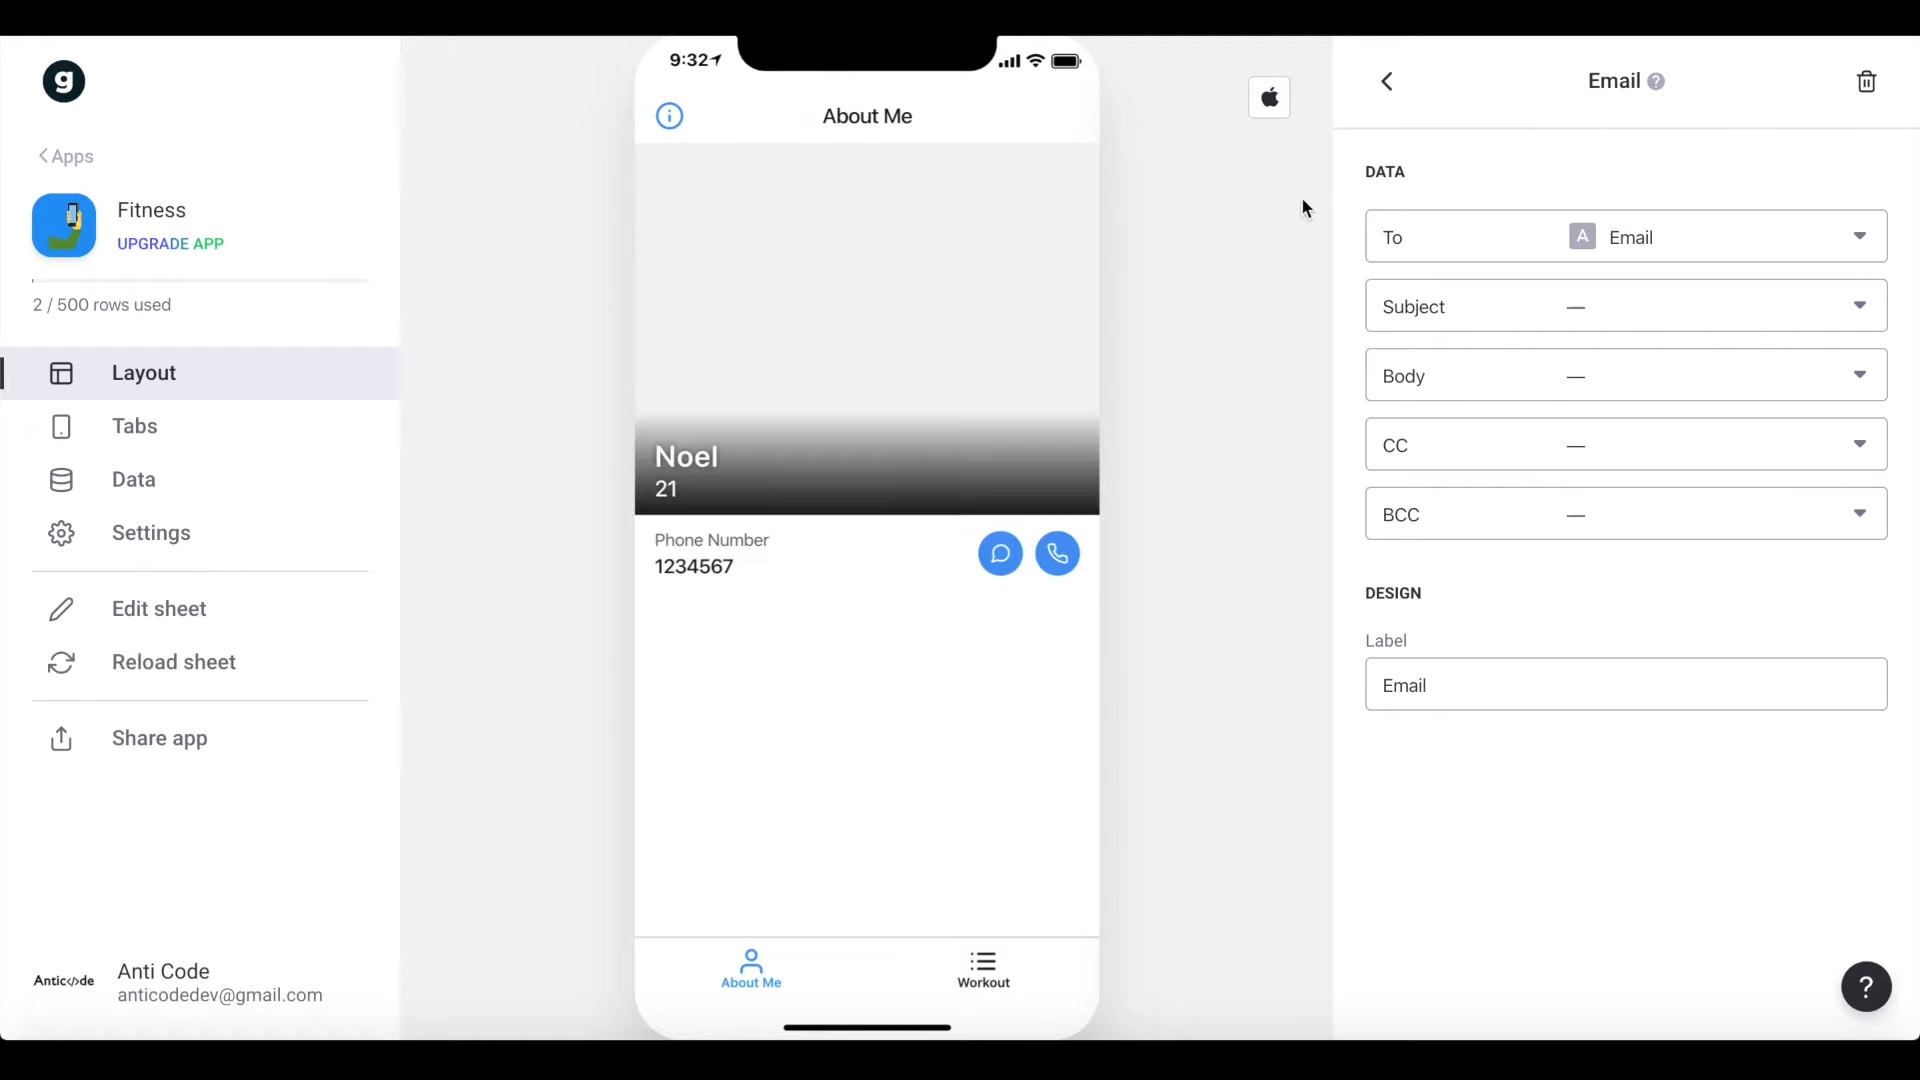 g
Apps
Fitness
UPGRADE APP
2 / 500 rows used
Layout
Tabs
Data
Settings
Edit sheet
Reload sheet
Share app
Antic</>de
Anti Code
anticodedev@gmail.com
9:32
About Me
Noel
21
Phone Number
1234567
About Me
Workout
Email ?
DATA
To A Email
Subject —
Body —
CC —
BCC —
DESIGN
Label
Email
?